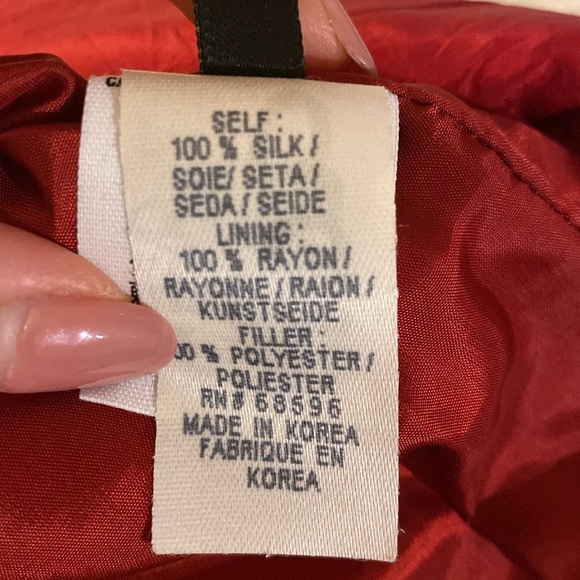 SELF:
100 % SILK/
SOIE/ SETA/
SEDA/ SEIDE
LINING:
100 % RAYON/
RAYONNE/ RAION/
KUNSTSEIDE
FILLER:
00 % POLYESTER/
POLIESTER
RN# 68596
MADE IN KOREA
FABRIQUE EN
KOREA